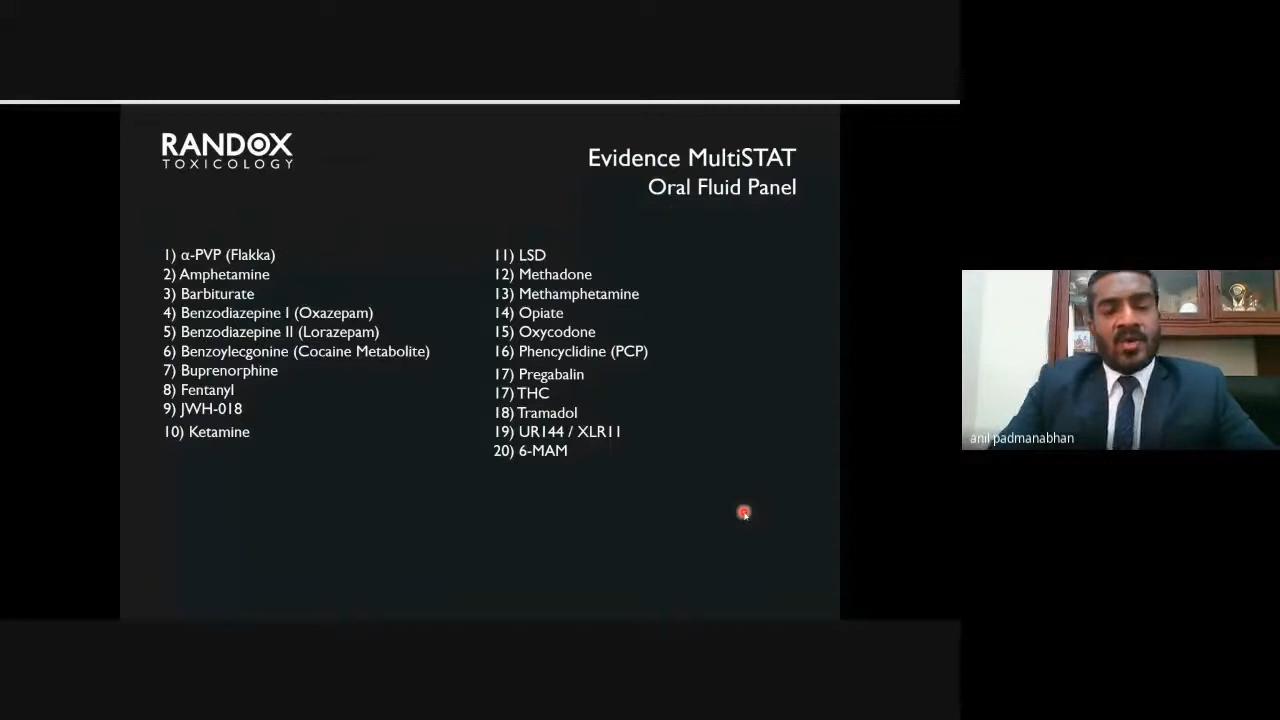 RANDOX
TOXICOLOGY
Evidence MultiSTAT
Oral Fluid Panel
1) α-PVP (Flakka)
2) Amphetamine
3) Barbiturate
4) Benzodiazepine I (Oxazepam)
5) Benzodiazepine II (Lorazepam)
6) Benzoylecgonine (Cocaine Metabolite)
7) Buprenorphine
8) Fentanyl
9) JWH-018
10) Ketamine
11) LSD
12) Methadone
13) Methamphetamine
14) Opiate
15) Oxycodone
16) Phencyclidine (PCP)
17) Pregabalin
17) THC
18) Tramadol
19) UR144 / XLR11
20) 6-MAM
anil padmanabhan